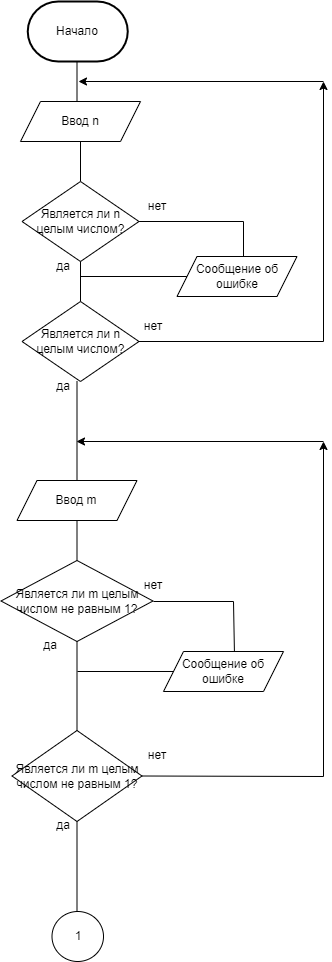 Начало
Ввод n
Является ли n
целым числом?
нет
да
Сообщение об
ошибке
Является ли n
целым числом?
нет
да
Ввод m
Является ли m целым
числом не равным 1?
нет
да
Сообщение об
ошибке
Является ли m целым
числом не равным 1?
нет
да
1